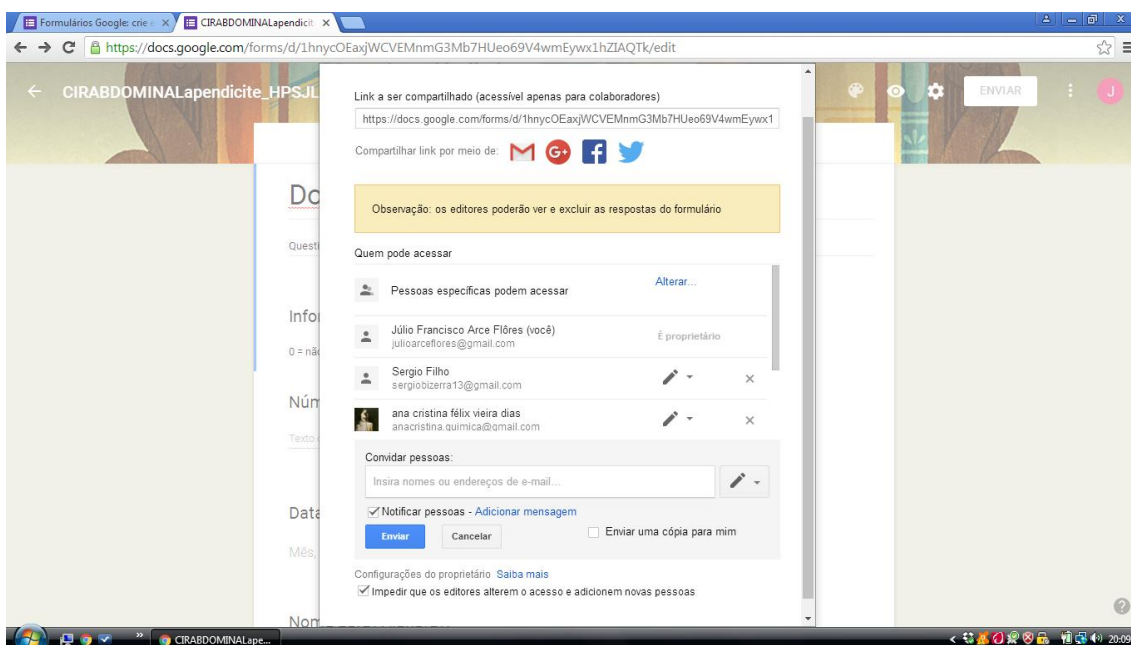 Formulários Google: crie e
CIRABDOMINALapendicit
https://docs.google.com/forms/d/1hnycOEaxjWCVEMnmG3Mb7HUeo69V4wmEywx1hZIAQTk/edit
CIRABDOMINALapendicite_HPSJL
ENVIAR
J
Link a ser compartilhado (acessível apenas para colaboradores)
https://docs.google.com/forms/d/1hnycOEaxjWCVEMnmG3Mb7HUeo69V4wmEywx1
Compartilhar link por meio de:
Do
Observação: os editores poderão ver e excluir as respostas do formulário
Questi
Quem pode acessar
Pessoas específicas podem acessar
Alterar...
Infor
Júlio Francisco Arce Flôres (você)
É proprietário
julioarceflores@gmail.com
0 = não
Sergio Filho
sergiobizerra13@gmail.com
Núm
ana cristina félix vieira dias
anacristina.quimica@gmail.com
Texto
Convidar pessoas:
Insira nomes ou endereços de e-mail...
Data
Notificar pessoas - Adicionar mensagem
Enviar
Cancelar
Enviar uma cópia para mim
Mês,
Configurações do proprietário Saiba mais
Impedir que os editores alterem o acesso e adicionem novas pessoas
Nom
CIRABDOMINALape...
20:09